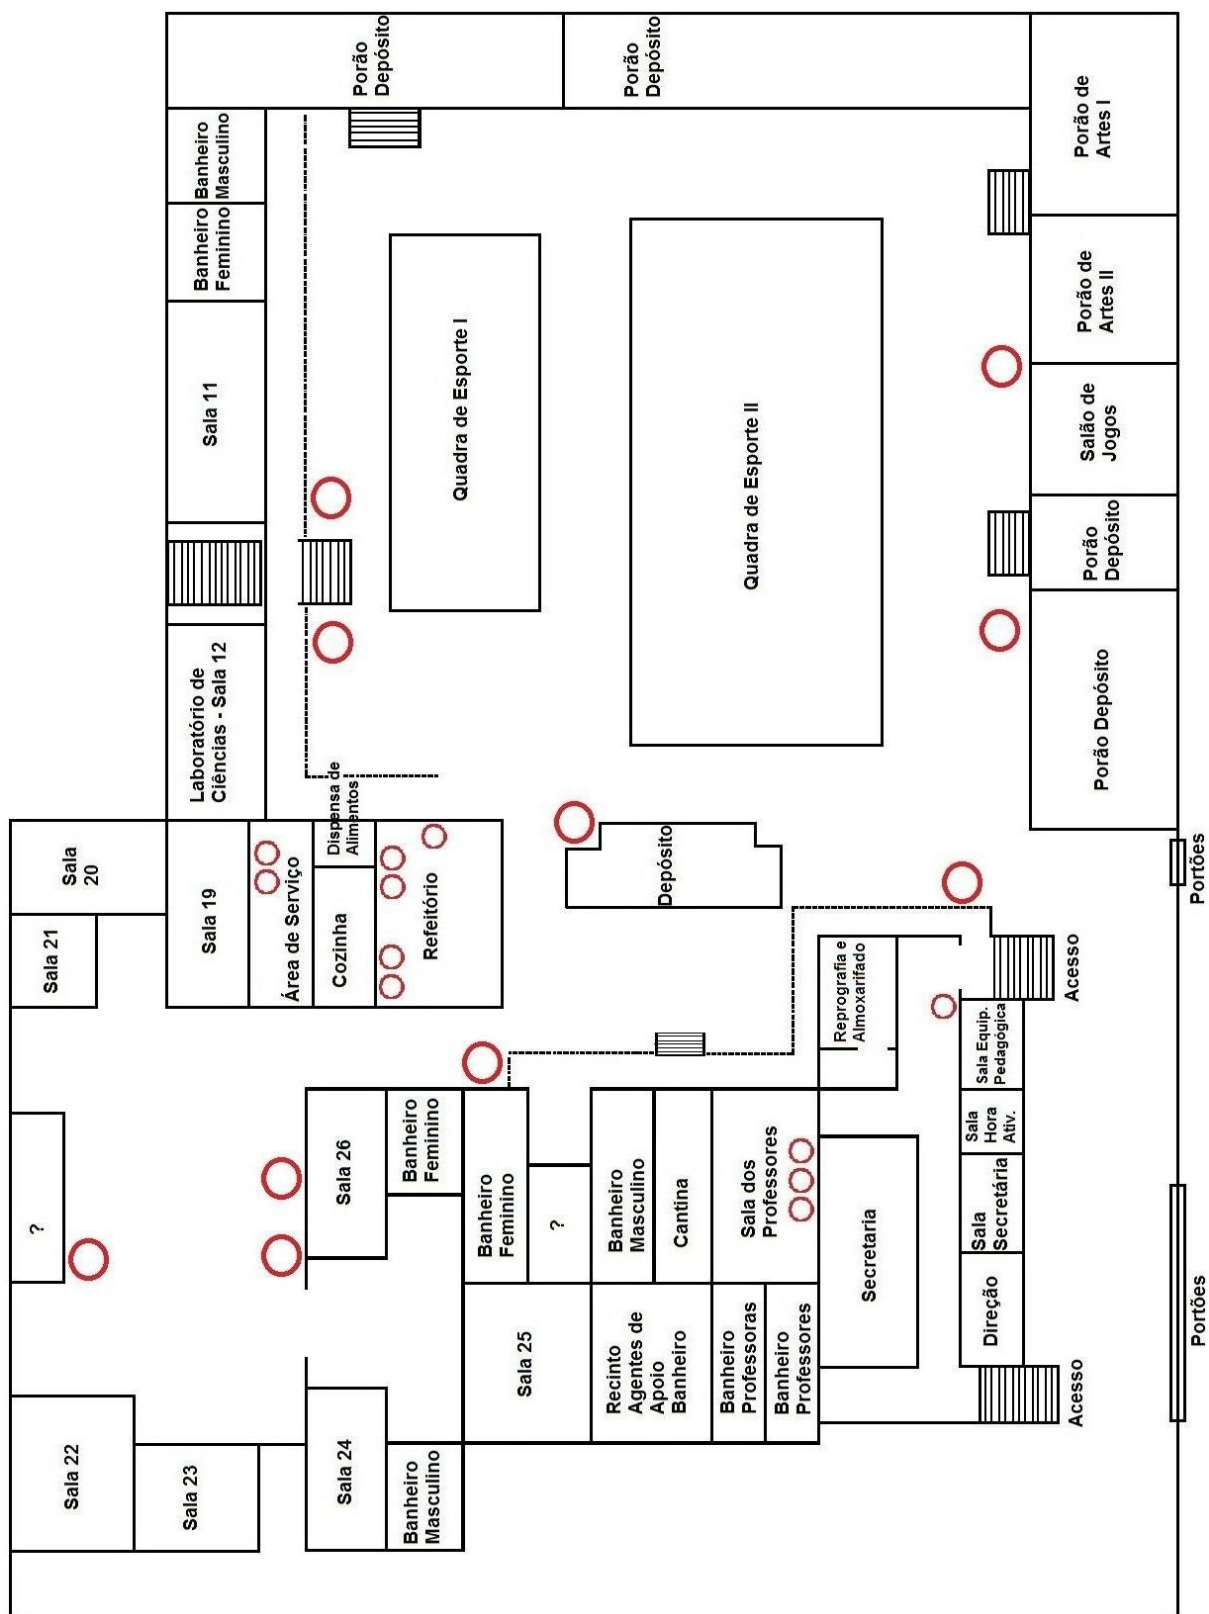 Sala 22
?
Sala 21
Sala
20
Sala 23
Sala 19
Laboratório de
Ciências - Sala 12
Sala 11
Banheiro
Feminino
Banheiro
Masculino
Sala 24
Sala 26
Área de Serviço
Cozinha
Dispensa de
Alimentos
Porão
Depósito
Banheiro
Masculino
Banheiro
Feminino
Refeitório
Quadra de Esporte I
Sala 25
Banheiro
Feminino
?
Recinto
Agentes de
Apoio
Banheiro
Banheiro
Masculino
Cantina
Depósito
Porão
Depósito
Banheiro
Professoras
Banheiro
Professores
Sala dos
Professores
Quadra de Esporte II
Secretaria
Reprografia e
Almoxarifado
Direção
Sala
Secretária
Sala
Hora
Ativ.
Sala Equip.
Pedagógica
Acesso
Acesso
Porão Depósito
Porão
Depósito
Salão de
Jogos
Porão de
Artes II
Porão de
Artes I
Portões
Portões